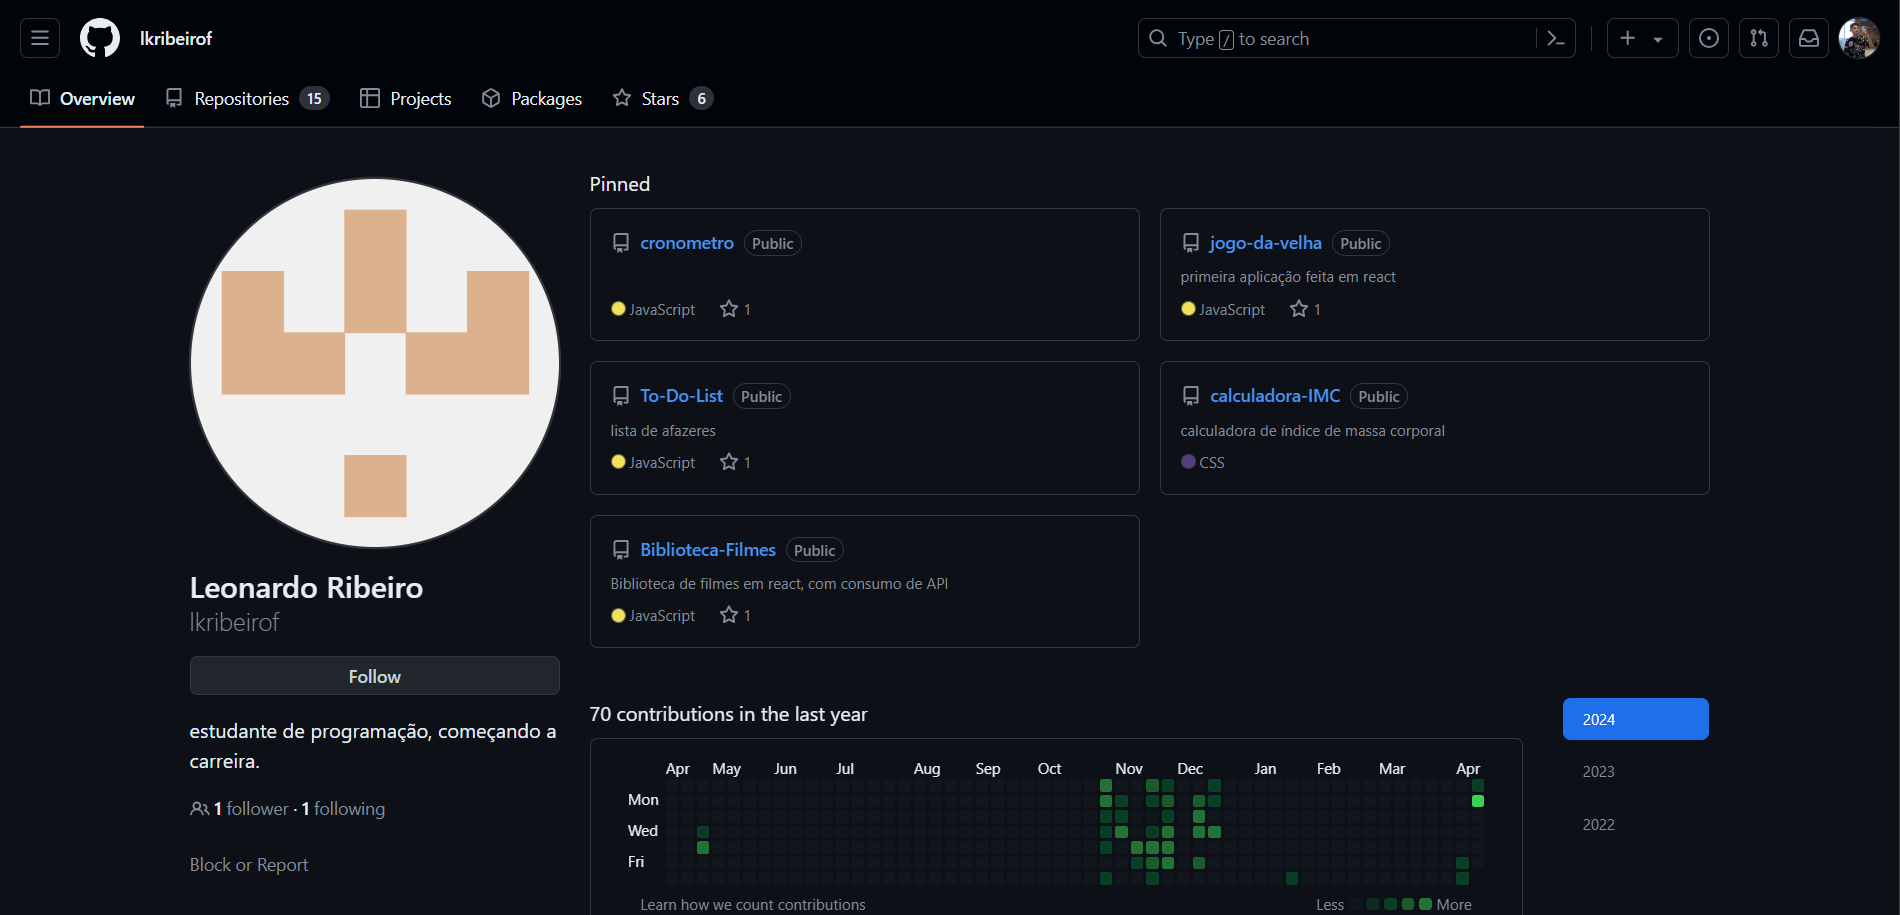 lkribeirof
Type / to search
Overview Repositories 15 Projects Packages Stars 6
Leonardo Ribeiro
lkribeirof
Follow
estudante de programação, começando a
carreira.
1 follower · 1 following
Block or Report
Pinned
cronometro Public
JavaScript 1
jogo-da-velha Public
primeira aplicação feita em react
JavaScript 1
To-Do-List Public
lista de afazeres
JavaScript 1
calculadora-IMC Public
calculadora de índice de massa corporal
CSS
Biblioteca-Filmes Public
Biblioteca de filmes em react, com consumo de API
JavaScript 1
70 contributions in the last year
Apr May Jun Jul Aug Sep Oct Nov Dec Jan Feb Mar Apr
Mon
Wed
Fri
Learn how we count contributions
Less More
2024
2023
2022